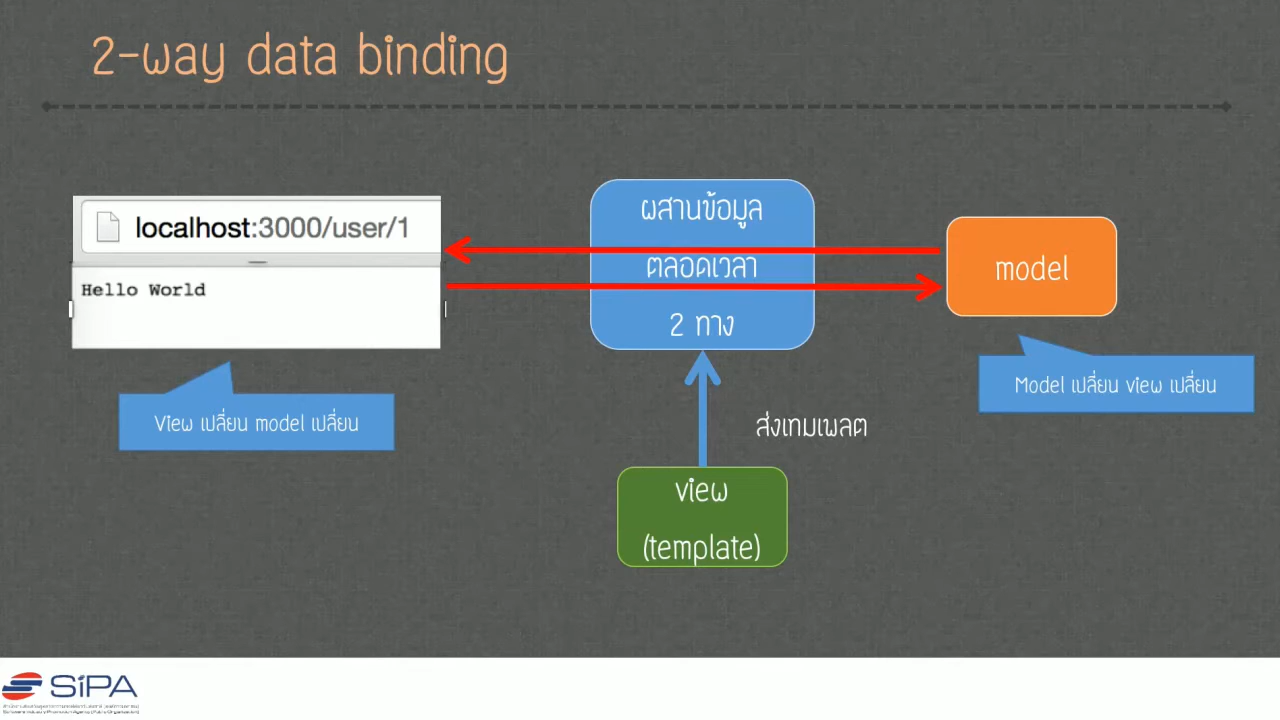 2-way data binding
localhost:3000/user/1
Hello World
ผสานข้อมูล
ตลอดเวลา
2 ทาง
model
View เปลี่ยน model เปลี่ยน
Model เปลี่ยน view เปลี่ยน
ส่งเทมเพลต
view
(template)
SiPA